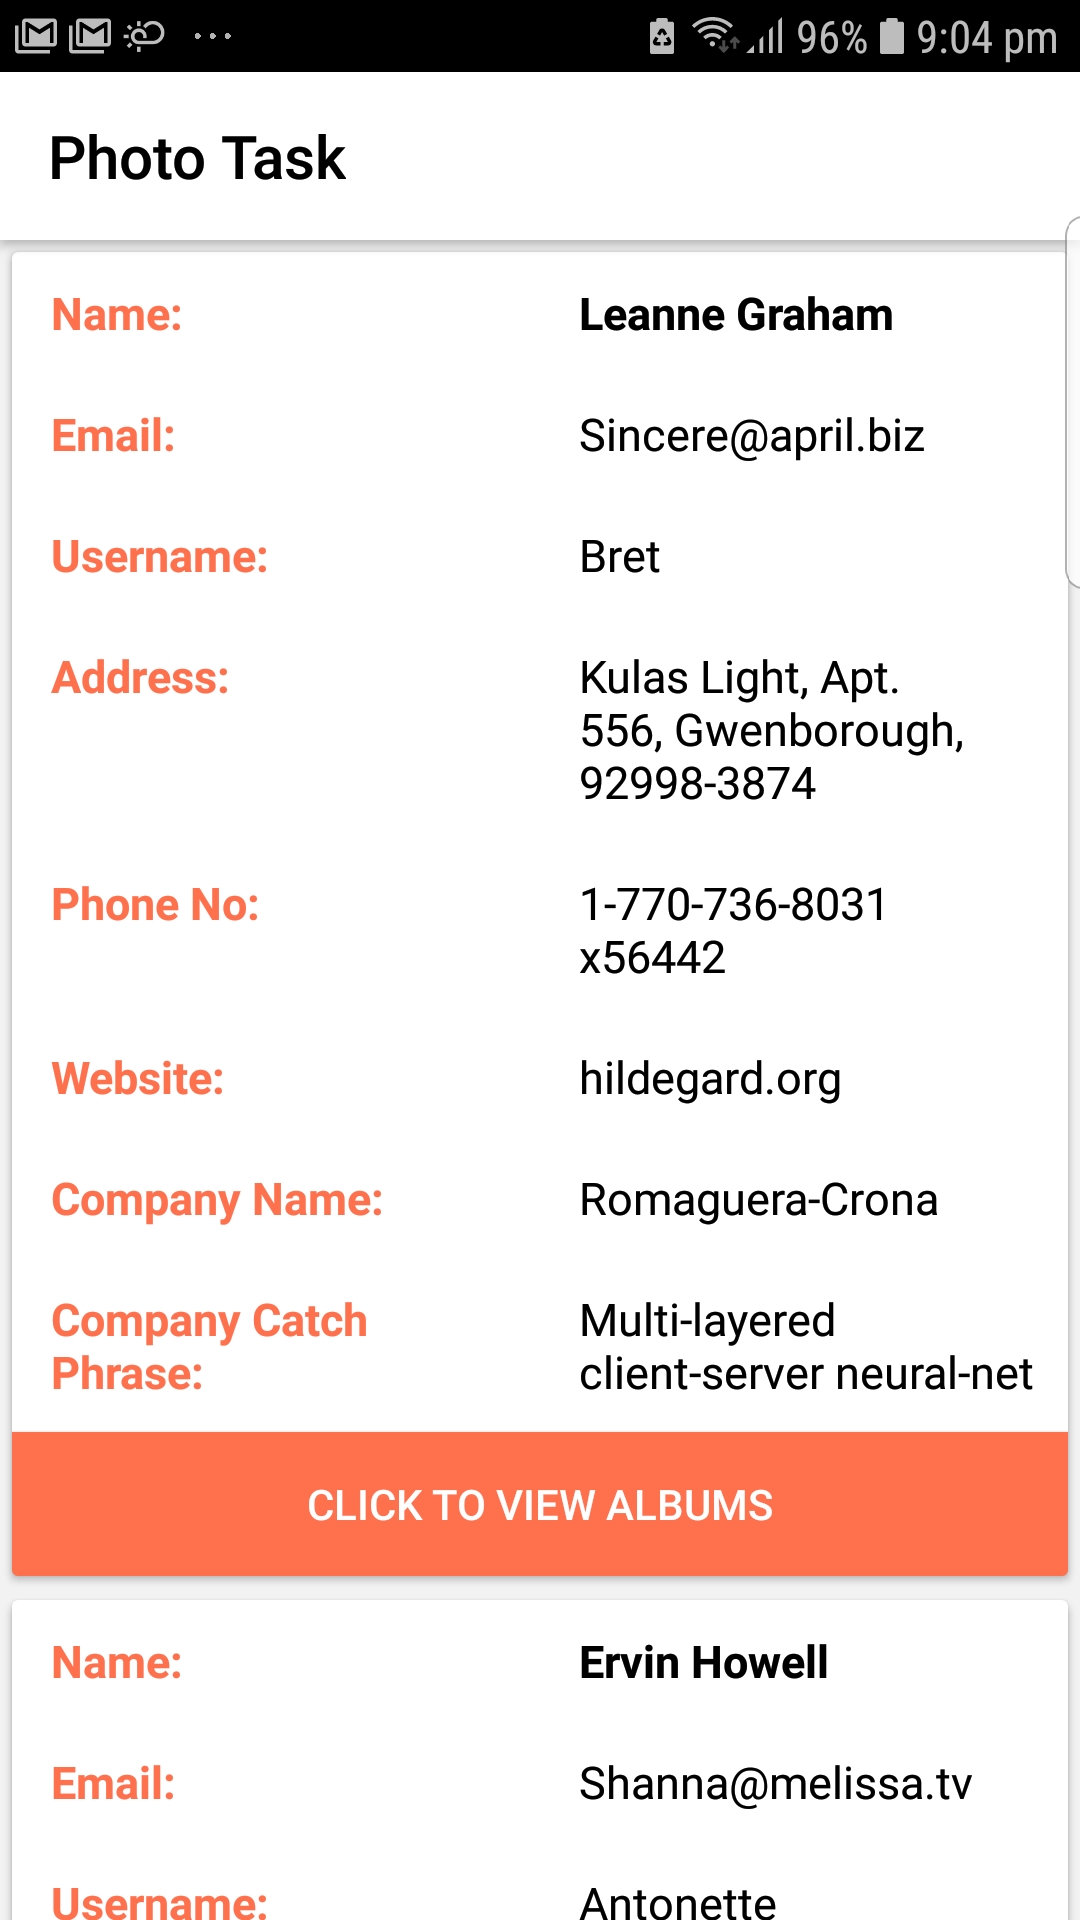 96% 9:04 pm
Photo Task
Name: Leanne Graham
Email: Sincere@april.biz
Username: Bret
Address: Kulas Light, Apt.
556, Gwenborough,
92998-3874
Phone No: 1-770-736-8031
x56442
Website: hildegard.org
Company Name: Romaguera-Crona
Company Catch Multi-layered
Phrase: client-server neural-net
CLICK TO VIEW ALBUMS
Name: Ervin Howell
Email: Shanna@melissa.tv
Username: Antonette